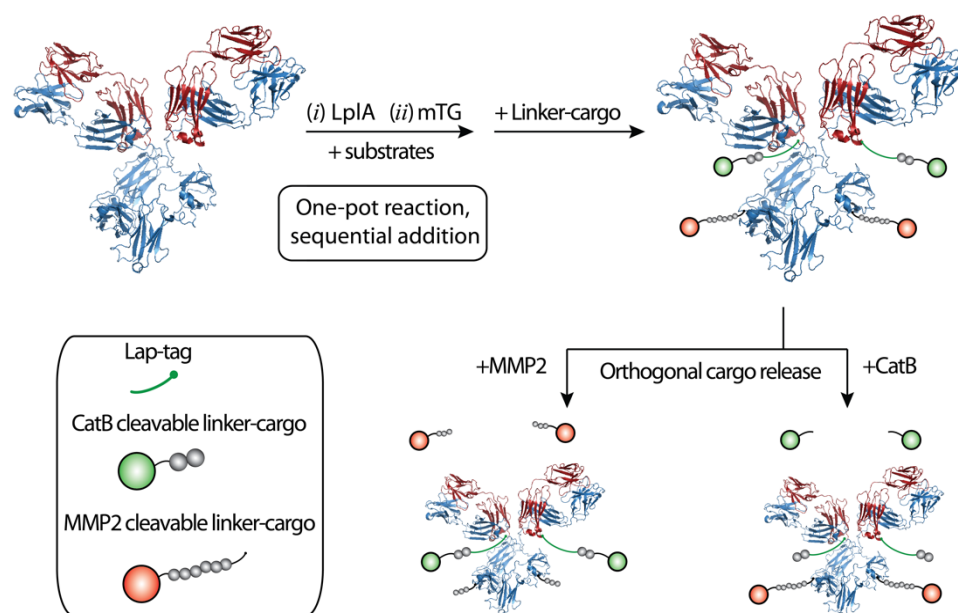 (i) LplA (ii) mTG
+ substrates
+ Linker-cargo
One-pot reaction,
sequential addition
Lap-tag
CatB cleavable linker-cargo
MMP2 cleavable linker-cargo
+MMP2
Orthogonal cargo release
+CatB